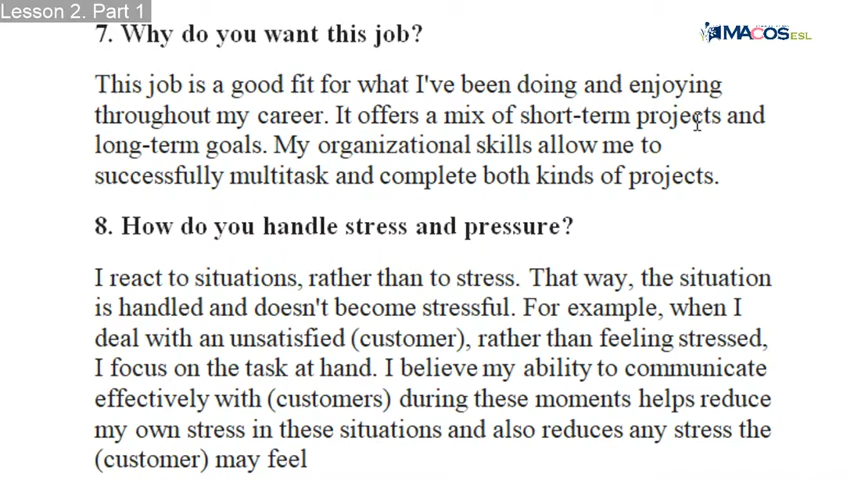 Lesson 2. Part 1
MACOS ESL
7. Why do you want this job?
This job is a good fit for what I've been doing and enjoying
throughout my career. It offers a mix of short-term projects and
long-term goals. My organizational skills allow me to
successfully multitask and complete both kinds of projects.
8. How do you handle stress and pressure?
I react to situations, rather than to stress. That way, the situation
is handled and doesn't become stressful. For example, when I
deal with an unsatisfied (customer), rather than feeling stressed,
I focus on the task at hand. I believe my ability to communicate
effectively with (customers) during these moments helps reduce
my own stress in these situations and also reduces any stress the
(customer) may feel